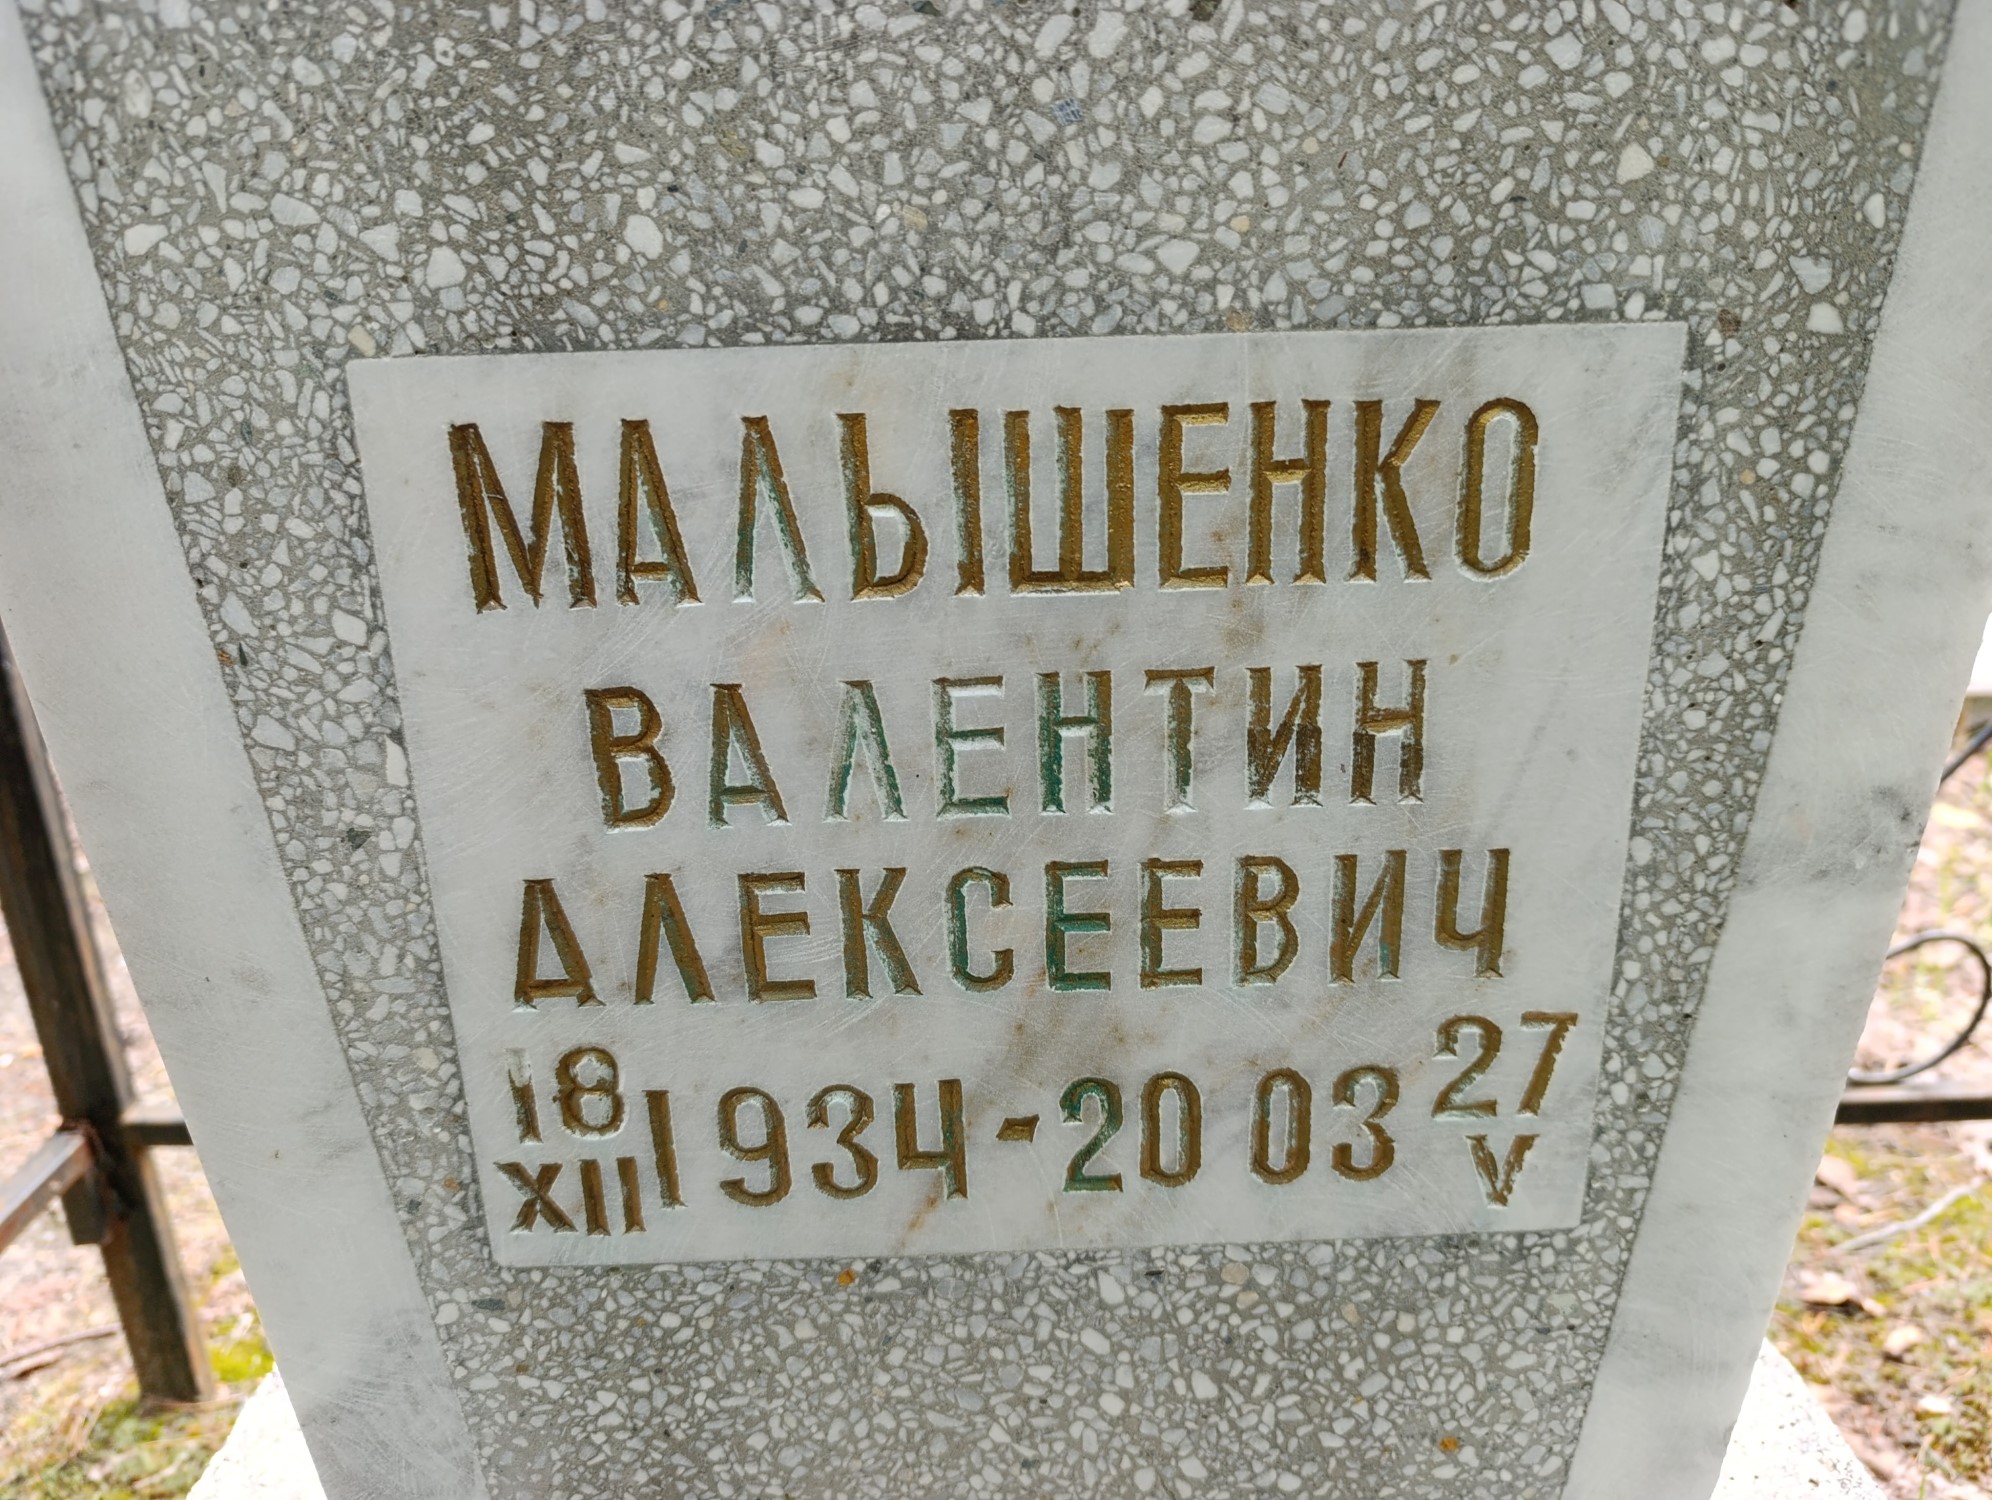 МАЛЫШЕНКО
ВАЛЕНТИН
АЛЕКСЕЕВИЧ
18 XII 1934-2003 27 V